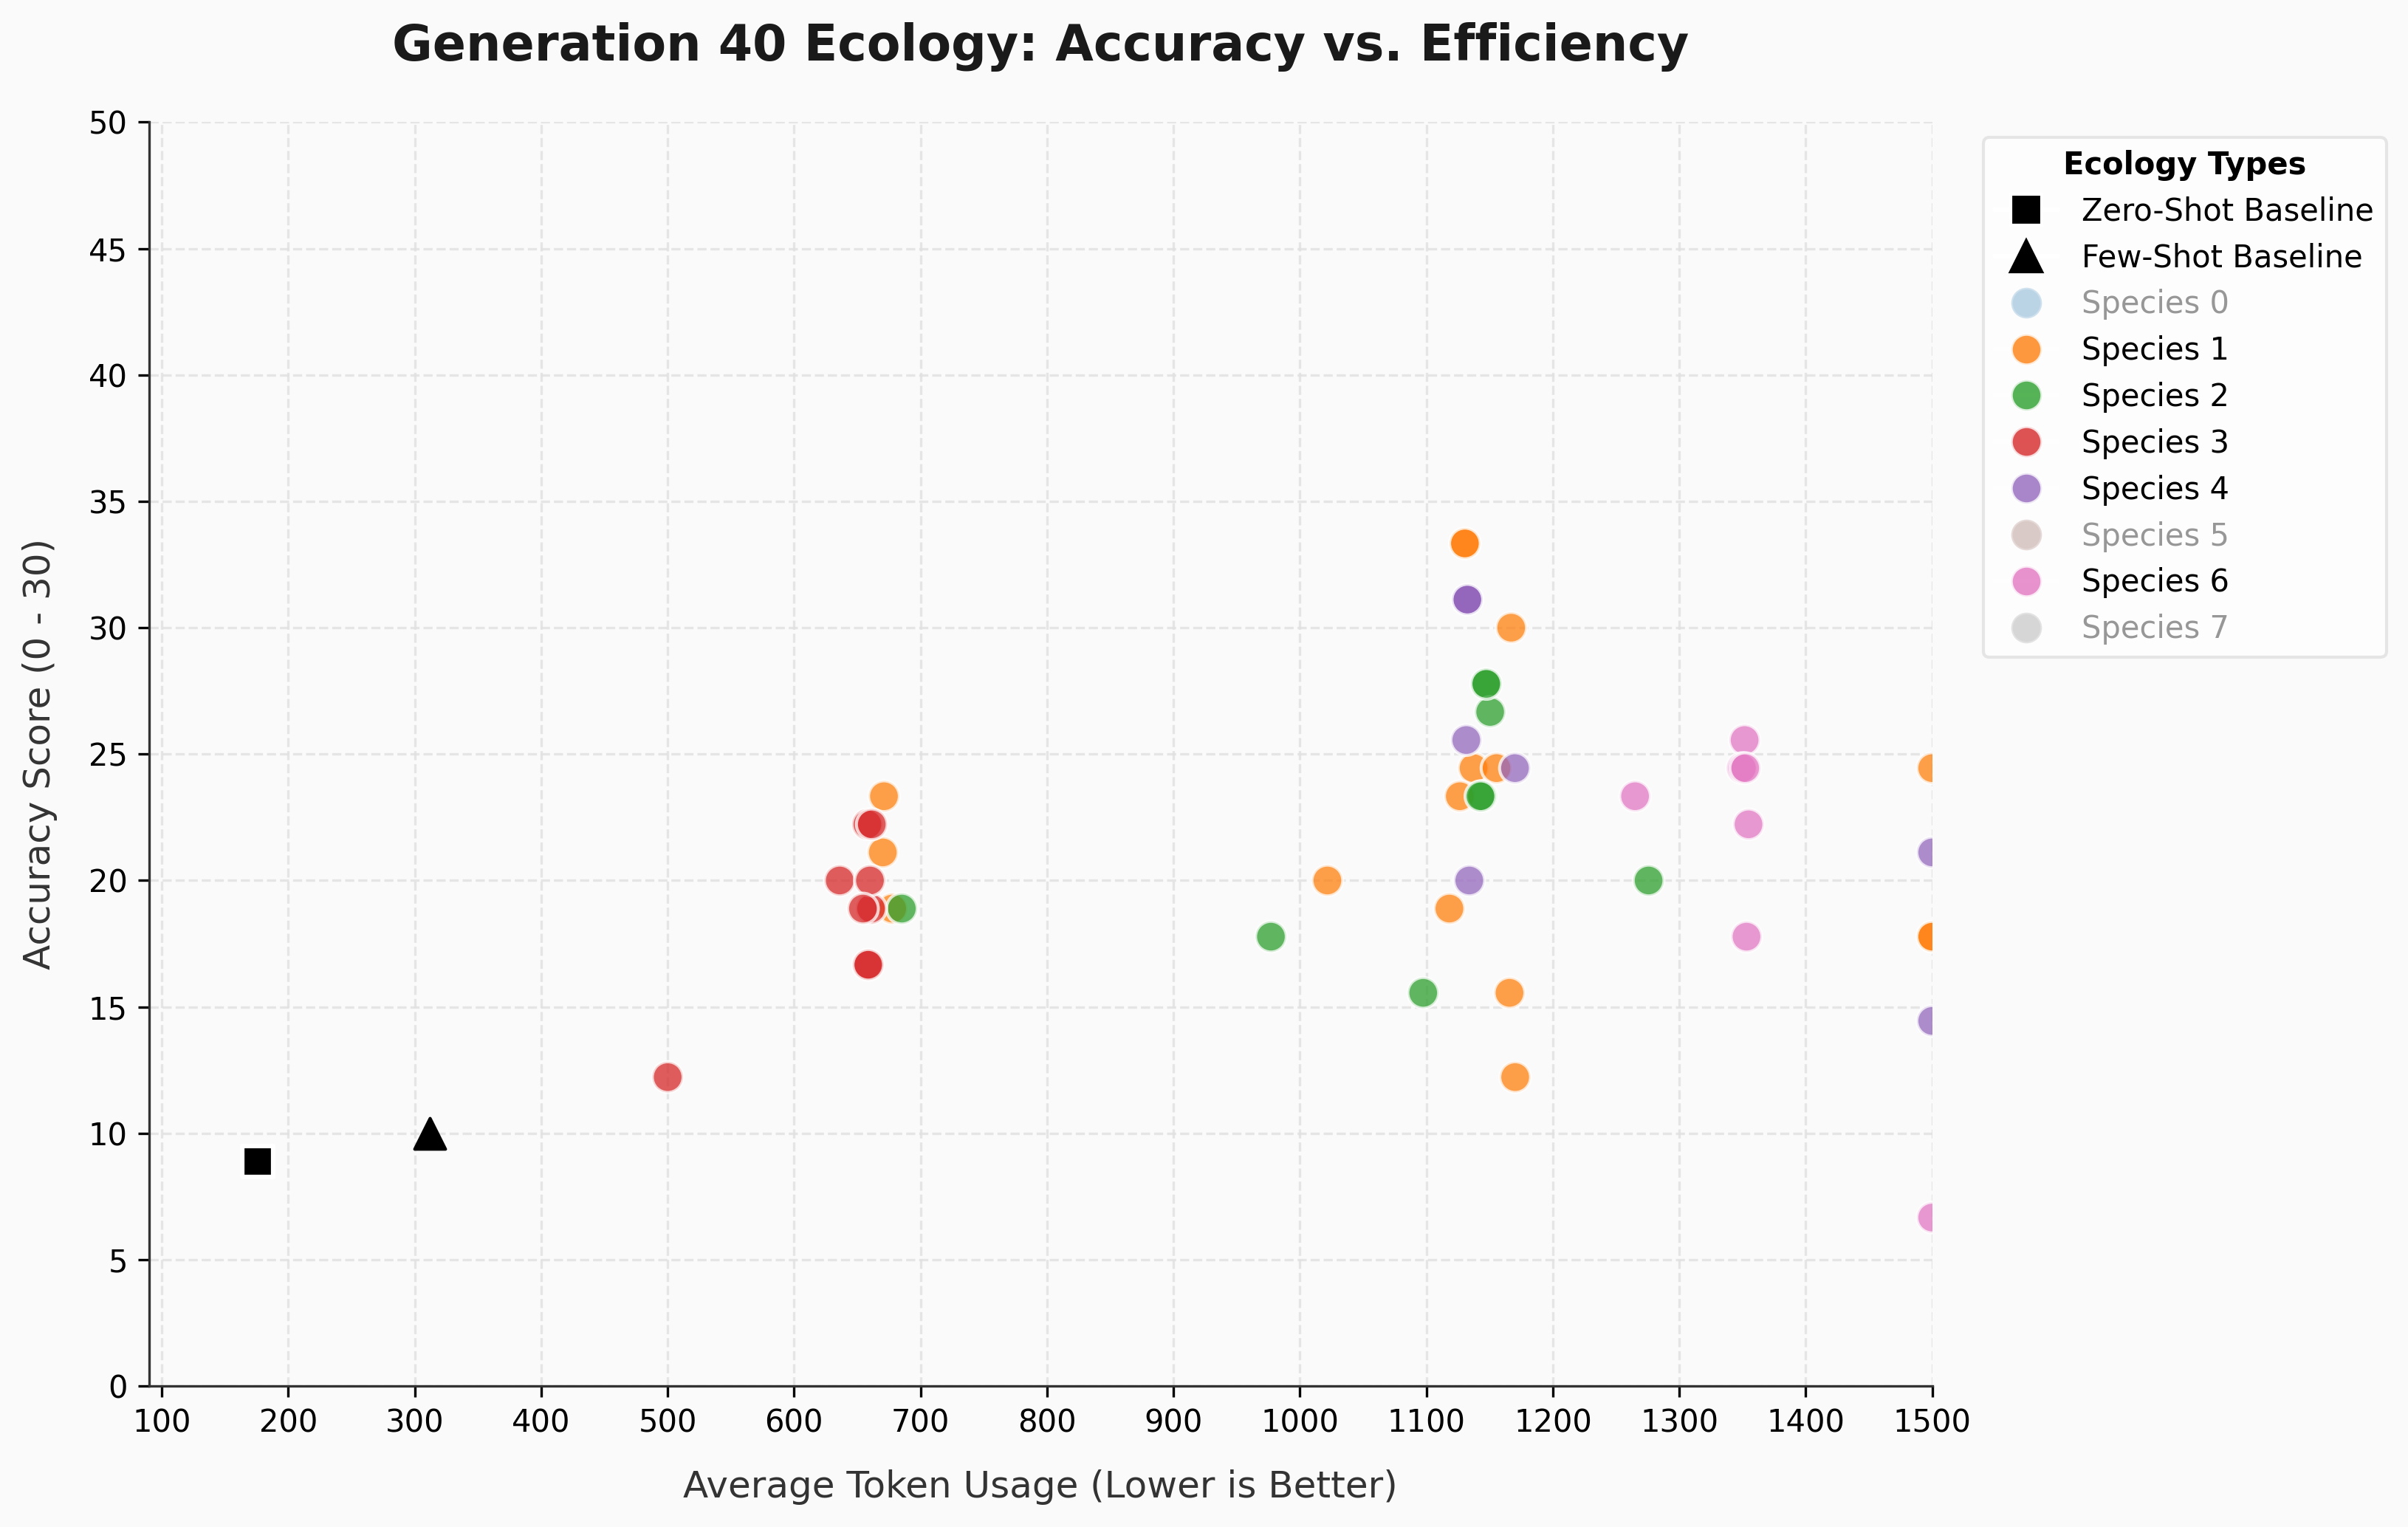 Generation 40 Ecology: Accuracy vs. Efficiency
50
45
40
35
30
25
20
15
10
5
0
Accuracy Score (0 - 30)
100 200 300 400 500 600 700 800 900 1000 1100 1200 1300 1400 1500
Average Token Usage (Lower is Better)
Ecology Types
Zero-Shot Baseline
Few-Shot Baseline
Species 0
Species 1
Species 2
Species 3
Species 4
Species 5
Species 6
Species 7